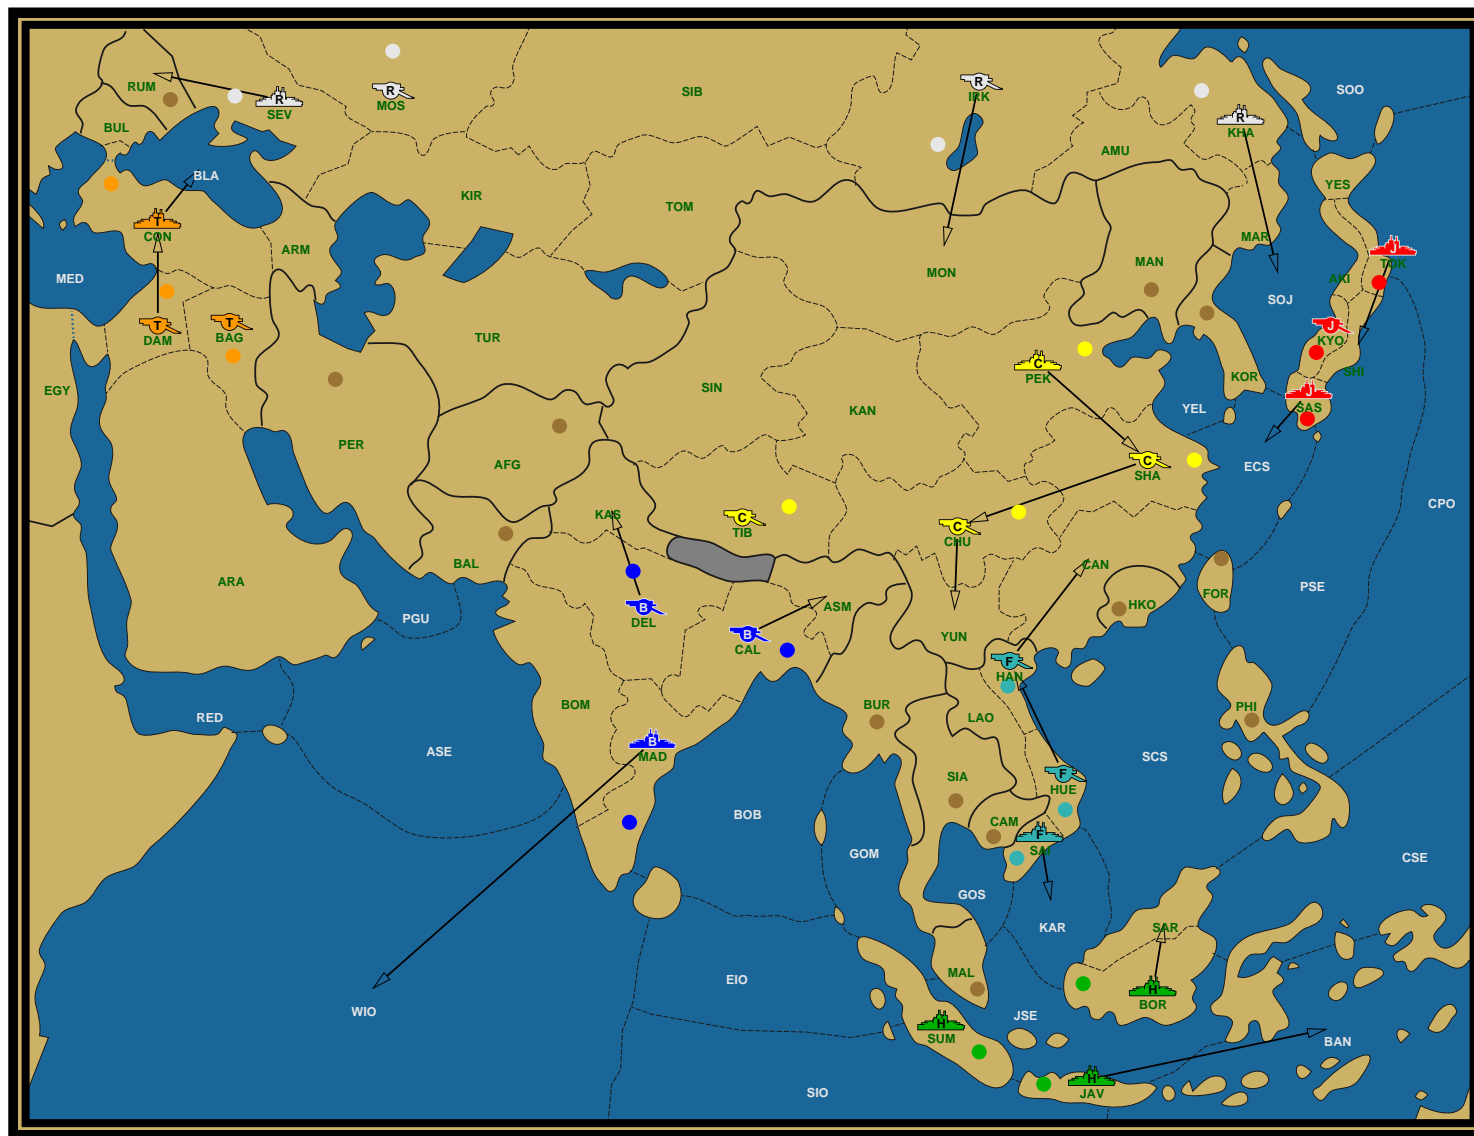 RUM
R
SEV
R
MOS
SIB
R
IRK
SOO
R
KHA
BUL
BLA
AMU
YES
KIR
TOM
T
CON
ARM
MAR
J
TOK
MED
MON
MAN
AKI
SOJ
T
DAM
T
BAG
TUR
J
KYO
EGY
C
PEK
SHI
KOR
SIN
J
SAS
KAN
YEL
PER
AFG
C
SHA
ECS
CPO
KAS
C
TIB
C
CHU
BAL
CAN
ARA
PGU
B
DEL
ASM
FOR
PSE
HKO
B
CAL
YUN
F
HAN
BOM
BUR
LAO
PHI
RED
ASE
B
MAD
SCS
SIA
F
HUE
BOB
CAM
F
SAI
GOM
CSE
GOS
KAR
SAR
EIO
MAL
H
BOR
WIO
H
SUM
JSE
BAN
SIO
H
JAV